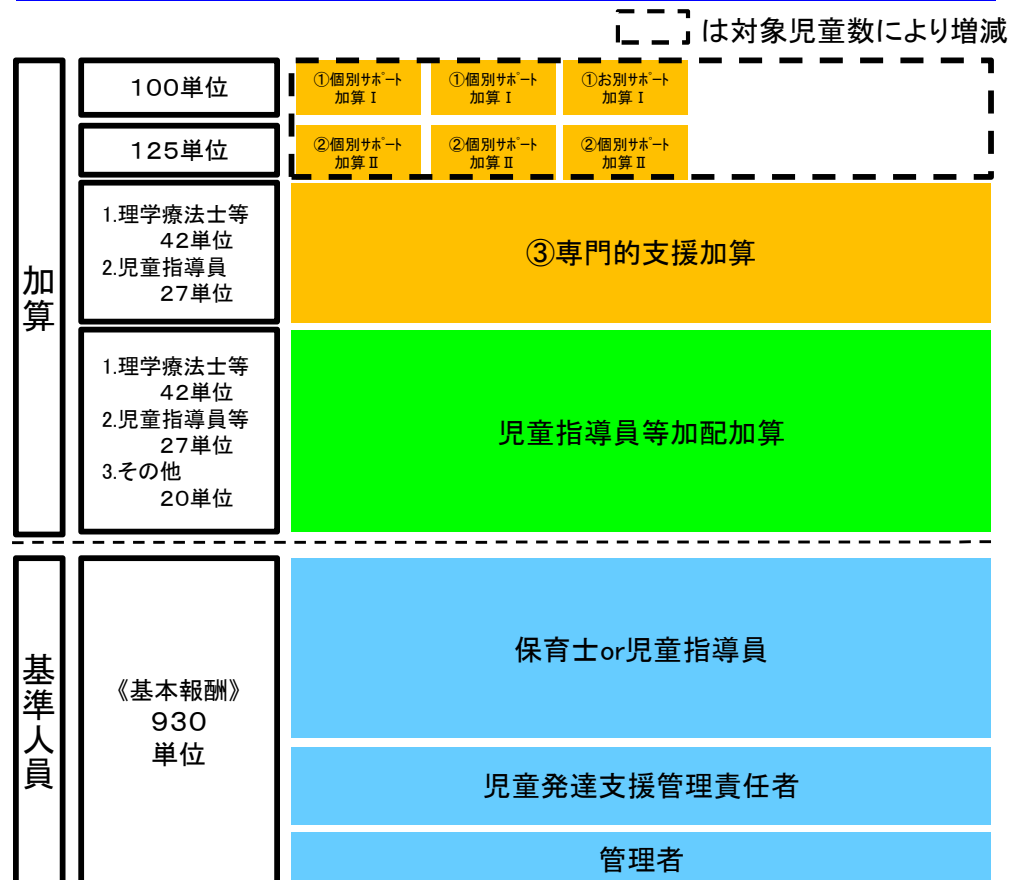 は対象児童数により増減
加算
100単位
①個別サポート ①個別サポート ①お別サポート
加算Ⅰ 加算Ⅰ 加算Ⅰ
125単位
②個別サポート ②個別サポート ②個別サポート
加算Ⅱ 加算Ⅱ 加算Ⅱ
1.理学療法士等
42単位
2.児童指導員
27単位
③専門的支援加算
1.理学療法士等
42単位
2.児童指導員等
27単位
3.その他
20単位
児童指導員等加配加算
基準人員
《基本報酬》
930
単位
保育士or児童指導員
児童発達支援管理責任者
管理者